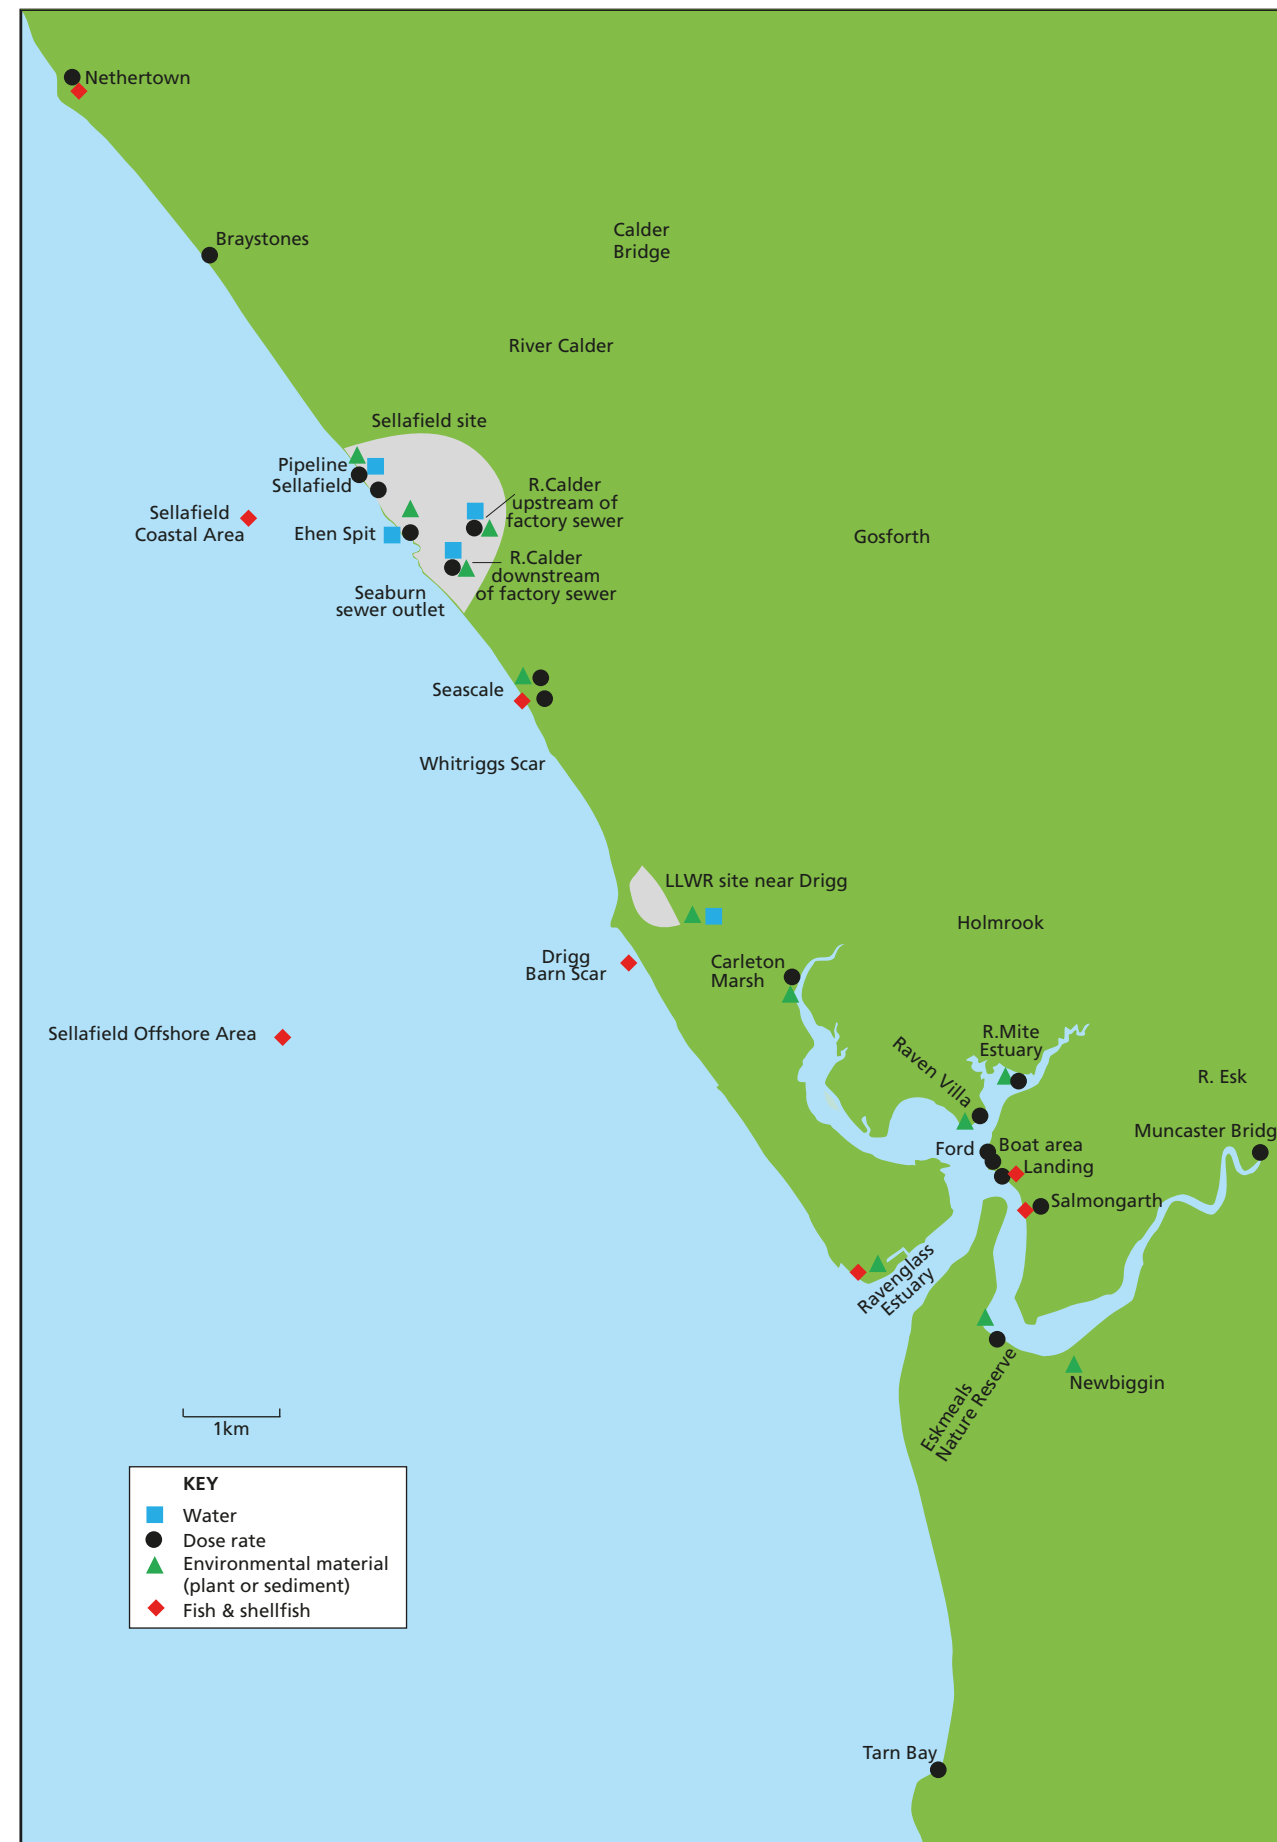 Nethertown
Braystones
Calder
Bridge
River Calder
Sellafield site
Pipeline
Sellafield
R.Calder
upstream of
factory sewer
Sellafield
Coastal Area
Ehen Spit
Gosforth
R.Calder
downstream
of factory sewer
Seaburn
sewer outlet
Seascale
Whitriggs Scar
LLWR site near Drigg
Holmrook
Drigg
Barn Scar
Carleton
Marsh
Sellafield Offshore Area
R.Mite
Estuary
Raven Villa
R. Esk
Muncaster Bridg
Ford
Boat area
Landing
Salmongarth
Ravenglass
Estuary
Eskmeals
Nature Reserve
Newbiggin
1km
KEY
Water
Dose rate
Environmental material
(plant or sediment)
Fish & shellfish
Tarn Bay